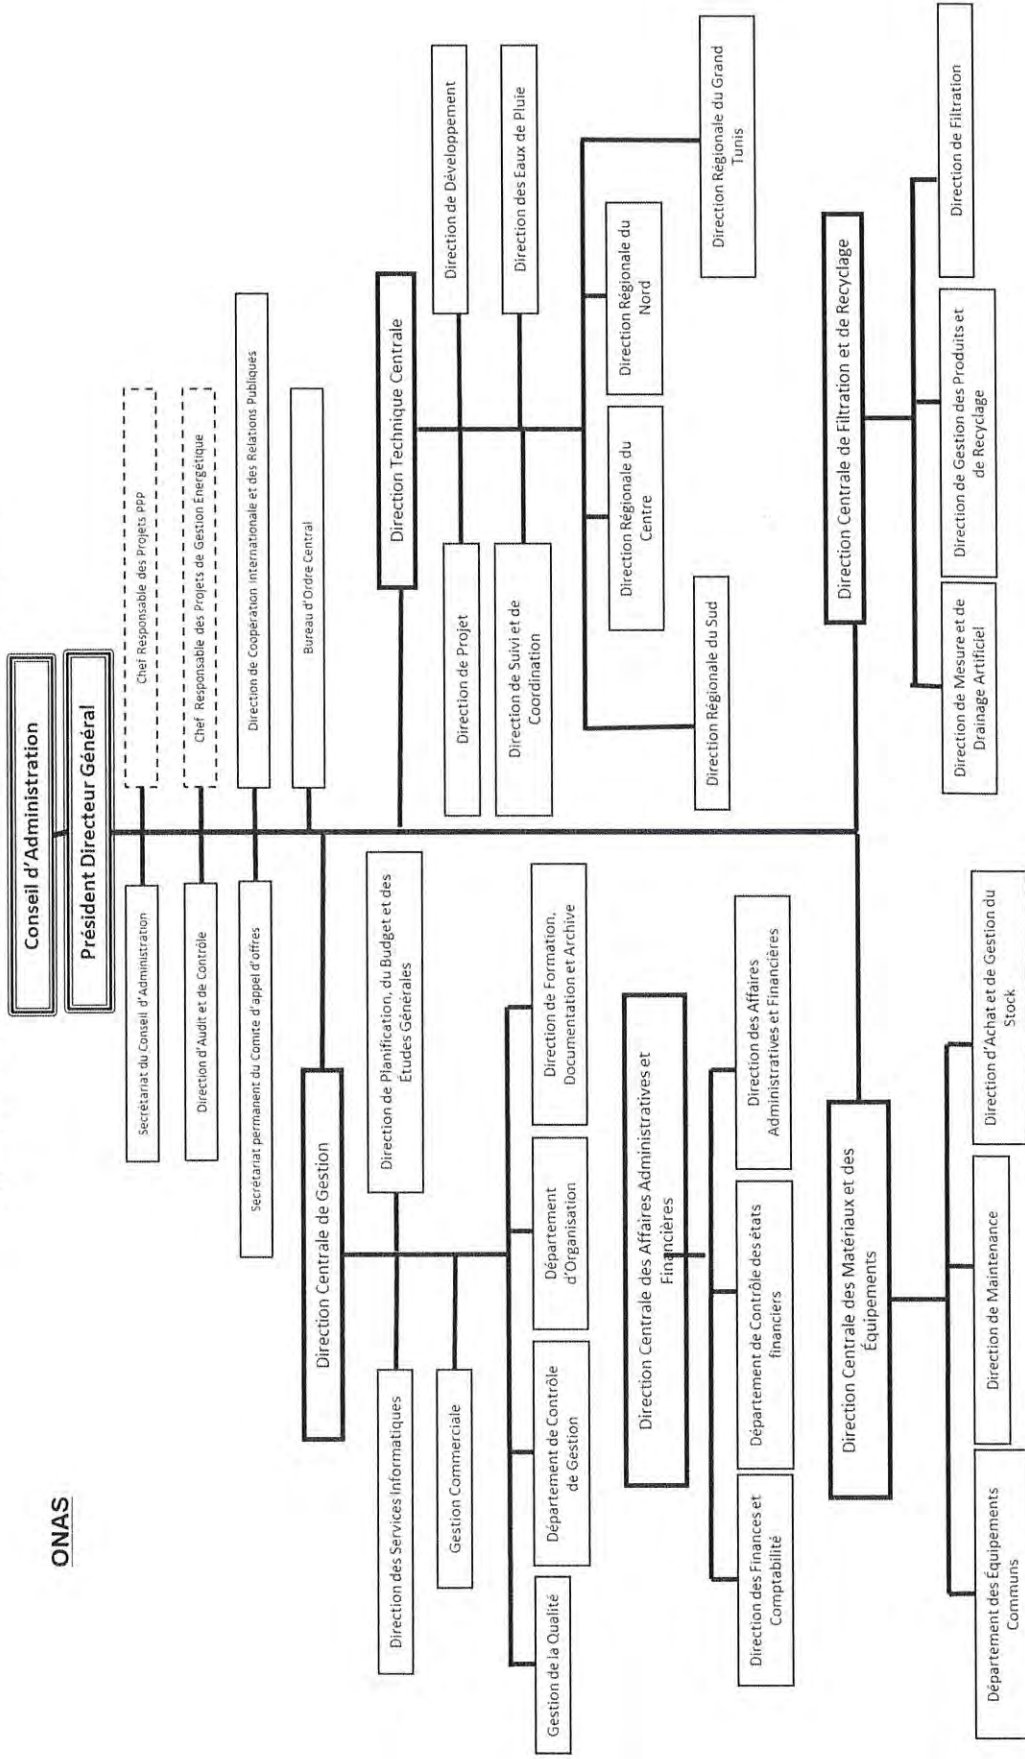 ONAS
Conseil d'Administration
Président Directeur Général
Secrétariat du Conseil d'Administration
Chef Responsable des Projets PPP
Direction d'Audit et de Contrôle
Chef Responsable des Projets de Gestion Energétique
Secrétariat permanent du Comite d'appel d'offres
Direction de Coopération internationale et des Relations Publiques
Bureau d'Ordre Central
Direction Centrale de Gestion
Direction de Planification, du Budget et des
Études Générales
Direction des Services Informatiques
Gestion Commerciale
Gestion de la Qualité
Département de Contrôle
de Gestion
Département
d'Organisation
Direction de Formation,
Documentation et Archive
Direction Technique Centrale
Direction de Projet
Direction de Développement
Direction de Suivi et de
Coordination
Direction des Eaux de Pluie
Direction Régionale du Sud
Direction Régionale du
Centre
Direction Régionale du
Nord
Direction Régionale du Grand
Tunis
Direction Centrale des Affaires Administratives et
Financières
Direction des Finances et
Comptabilité
Département de Contrôle des états
financiers
Direction des Affaires
Administratives et Financières
Direction Centrale des Matériaux et des
Équipements
Département des Équipements
Communs
Direction de Maintenance
Direction d'Achat et de Gestion du
Stock
Direction Centrale de Filtration et de Recyclage
Direction de Mesure et de
Drainage Artificiel
Direction de Gestion des Produits et
de Recyclage
Direction de Filtration